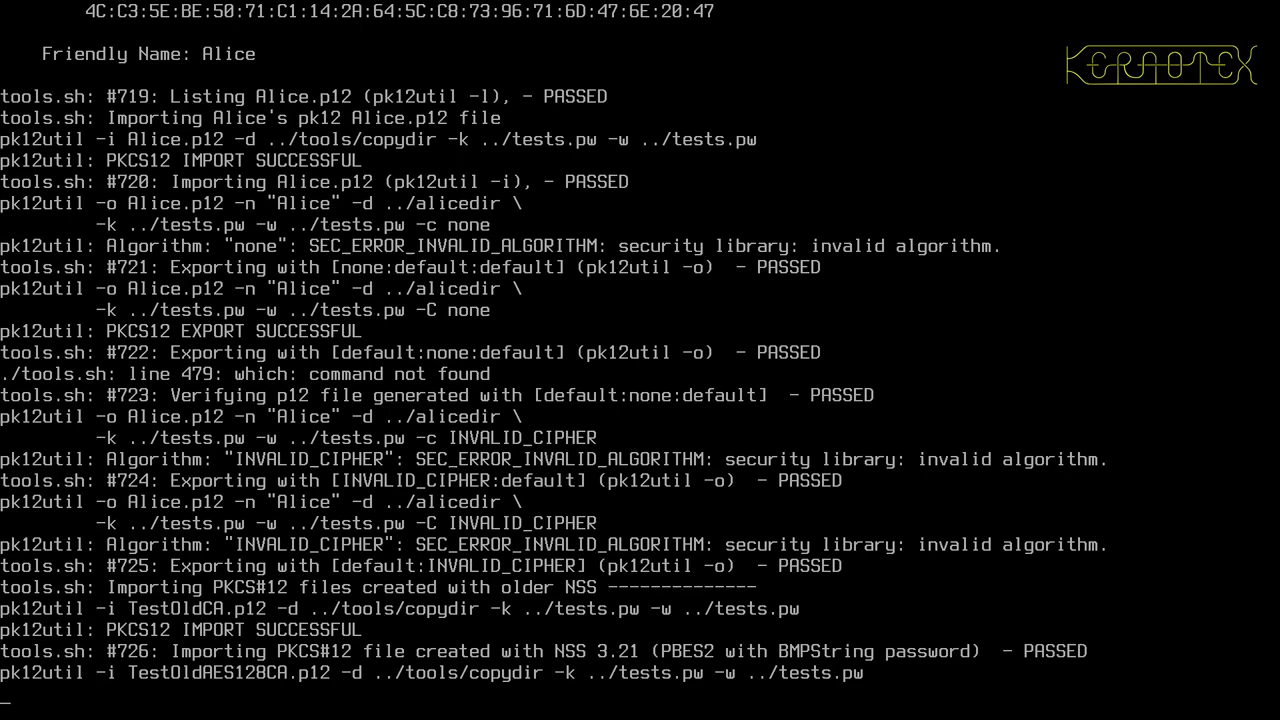 4C:C3:5E:BE:50:71:C1:14:2A:64:5C:C8:73:96:71:6D:47:6E:20:47
    Friendly Name: Alice
KERNOTEX
tools.sh: #719: Listing Alice.p12 (pk12util -l), - PASSED
tools.sh: Importing Alice's pk12 Alice.p12 file
pk12util -i Alice.p12 -d ../tools/copydir -k ../tests.pw -w ../tests.pw
pk12util: PKCS12 IMPORT SUCCESSFUL
tools.sh: #720: Importing Alice.p12 (pk12util -i), - PASSED
pk12util -o Alice.p12 -n "Alice" -d ../alicedir \
         -k ../tests.pw -w ../tests.pw -c none
pk12util: Algorithm: "none": SEC_ERROR_INVALID_ALGORITHM: security library: invalid algorithm.
tools.sh: #721: Exporting with [none:default:default] (pk12util -o)  - PASSED
pk12util -o Alice.p12 -n "Alice" -d ../alicedir \
         -k ../tests.pw -w ../tests.pw -C none
pk12util: PKCS12 EXPORT SUCCESSFUL
tools.sh: #722: Exporting with [default:none:default] (pk12util -o)  - PASSED
./tools.sh: line 479: which: command not found
tools.sh: #723: Verifying p12 file generated with [default:none:default]  - PASSED
pk12util -o Alice.p12 -n "Alice" -d ../alicedir \
         -k ../tests.pw -w ../tests.pw -c INVALID_CIPHER
pk12util: Algorithm: "INVALID_CIPHER": SEC_ERROR_INVALID_ALGORITHM: security library: invalid algorithm.
tools.sh: #724: Exporting with [INVALID_CIPHER:default] (pk12util -o)  - PASSED
pk12util -o Alice.p12 -n "Alice" -d ../alicedir \
         -k ../tests.pw -w ../tests.pw -C INVALID_CIPHER
pk12util: Algorithm: "INVALID_CIPHER": SEC_ERROR_INVALID_ALGORITHM: security library: invalid algorithm.
tools.sh: #725: Exporting with [default:INVALID_CIPHER] (pk12util -o)  - PASSED
tools.sh: Importing PKCS#12 files created with older NSS --------------
pk12util -i TestOldCA.p12 -d ../tools/copydir -k ../tests.pw -w ../tests.pw
pk12util: PKCS12 IMPORT SUCCESSFUL
tools.sh: #726: Importing PKCS#12 file created with NSS 3.21 (PBES2 with BMPString password)  - PASSED
pk12util -i TestOldAES128CA.p12 -d ../tools/copydir -k ../tests.pw -w ../tests.pw